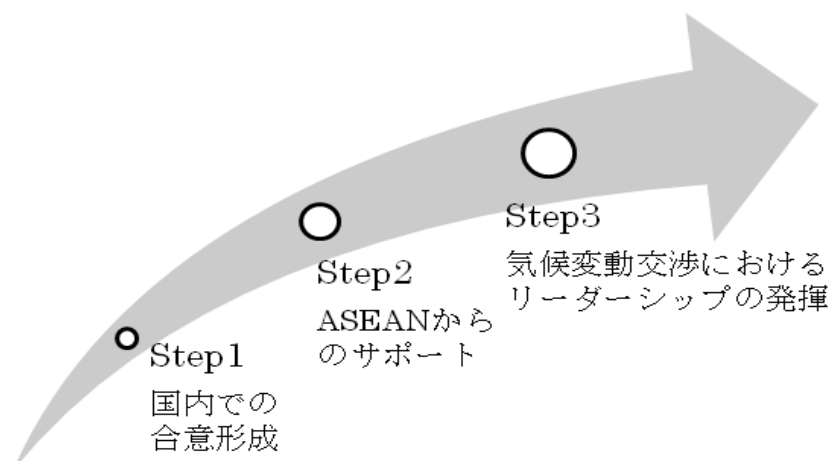 Step1
国内での
合意形成
Step2
ASEANから
のサポート
Step3
気候変動交渉における
リーダーシップの発揮